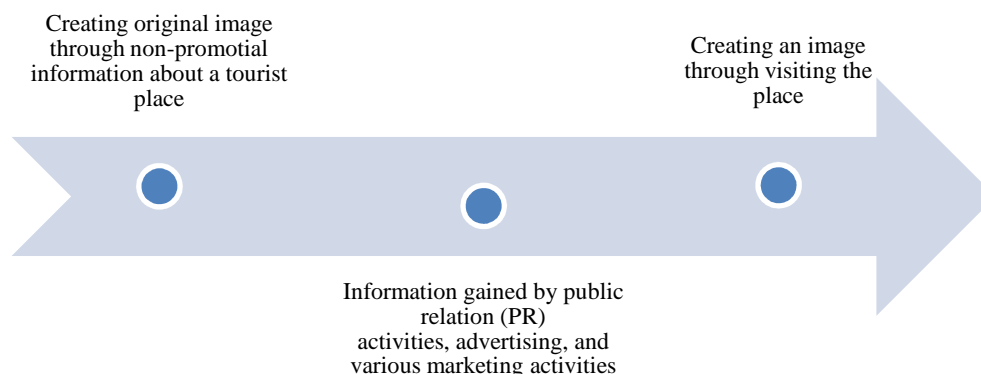 Creating original image
through non-promotial
information about a tourist
place
Creating an image
through visiting the
place
Information gained by public
relation (PR)
activities, advertising, and
various marketing activities